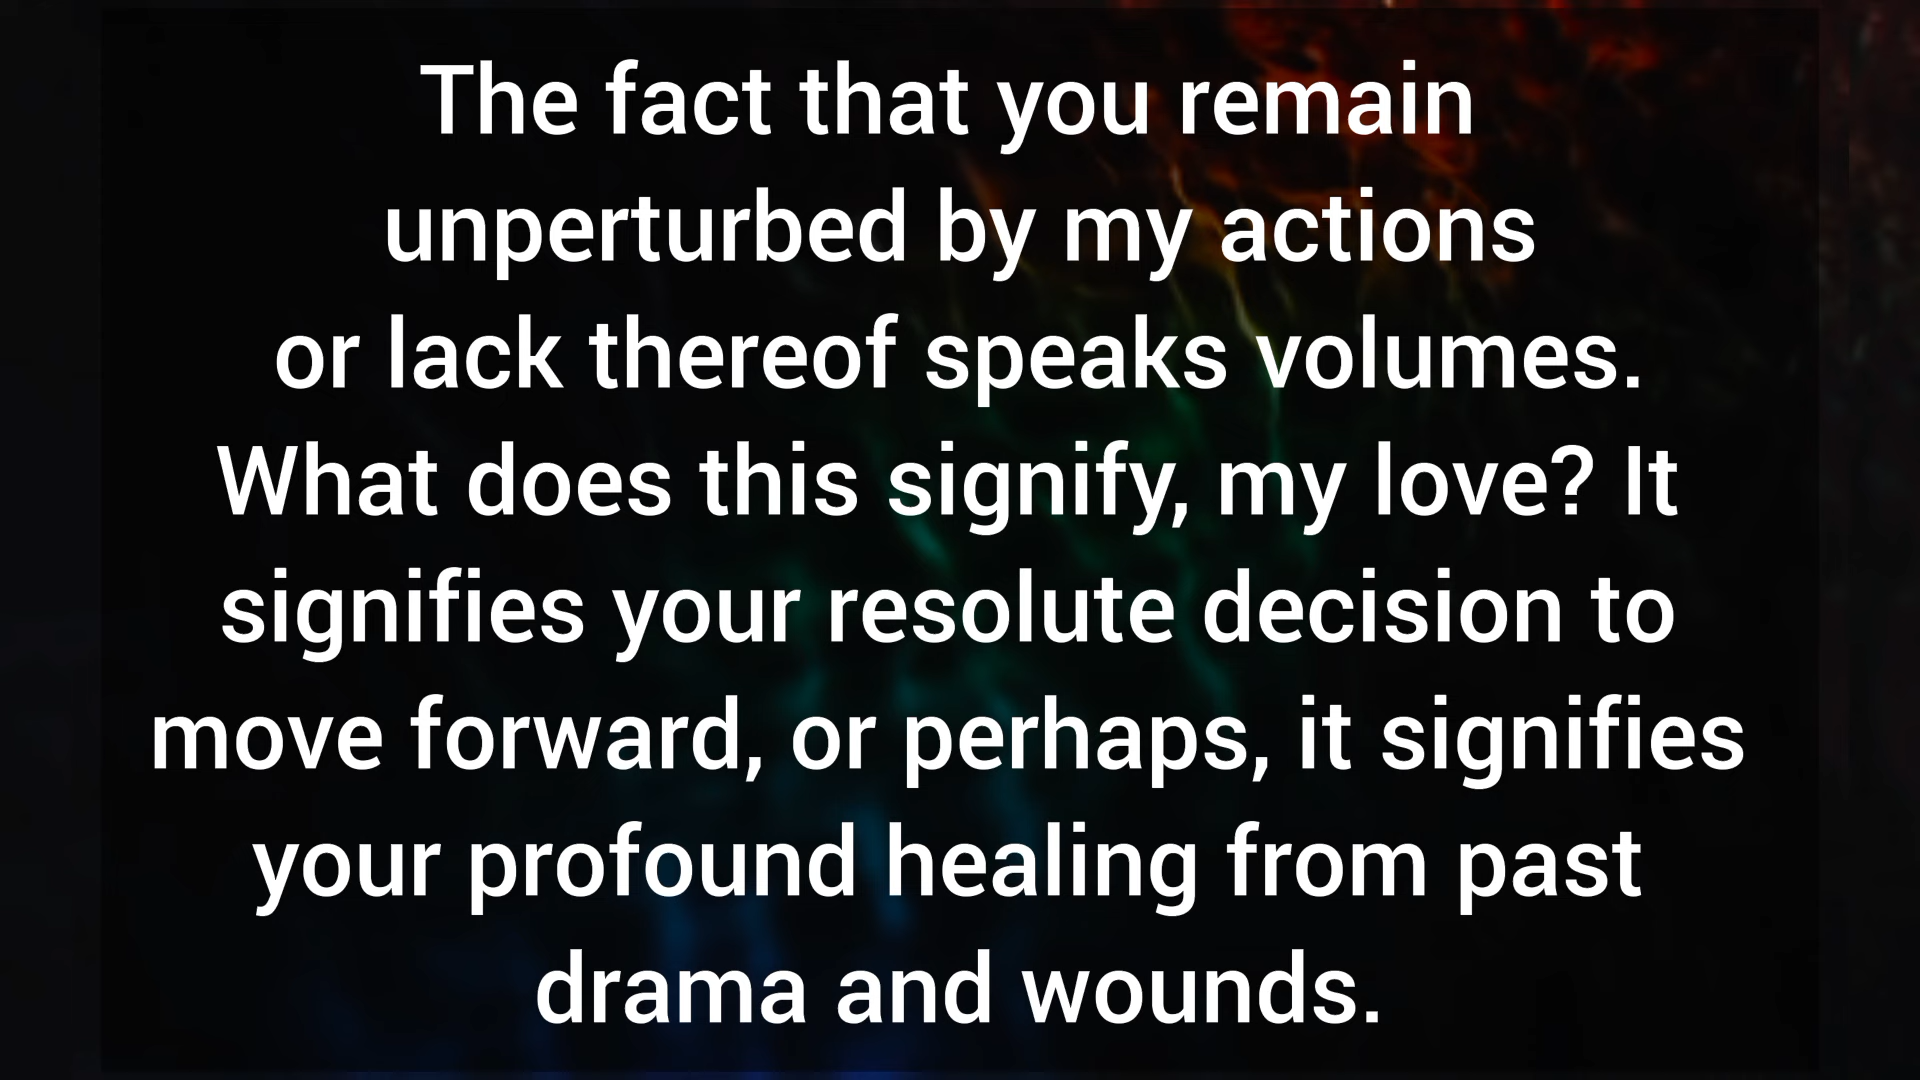 The fact that you remain
unperturbed by my actions
or lack thereof speaks volumes.
What does this signify, my love? It
signifies your resolute decision to
move forward, or perhaps, it signifies
your profound healing from past
drama and wounds.